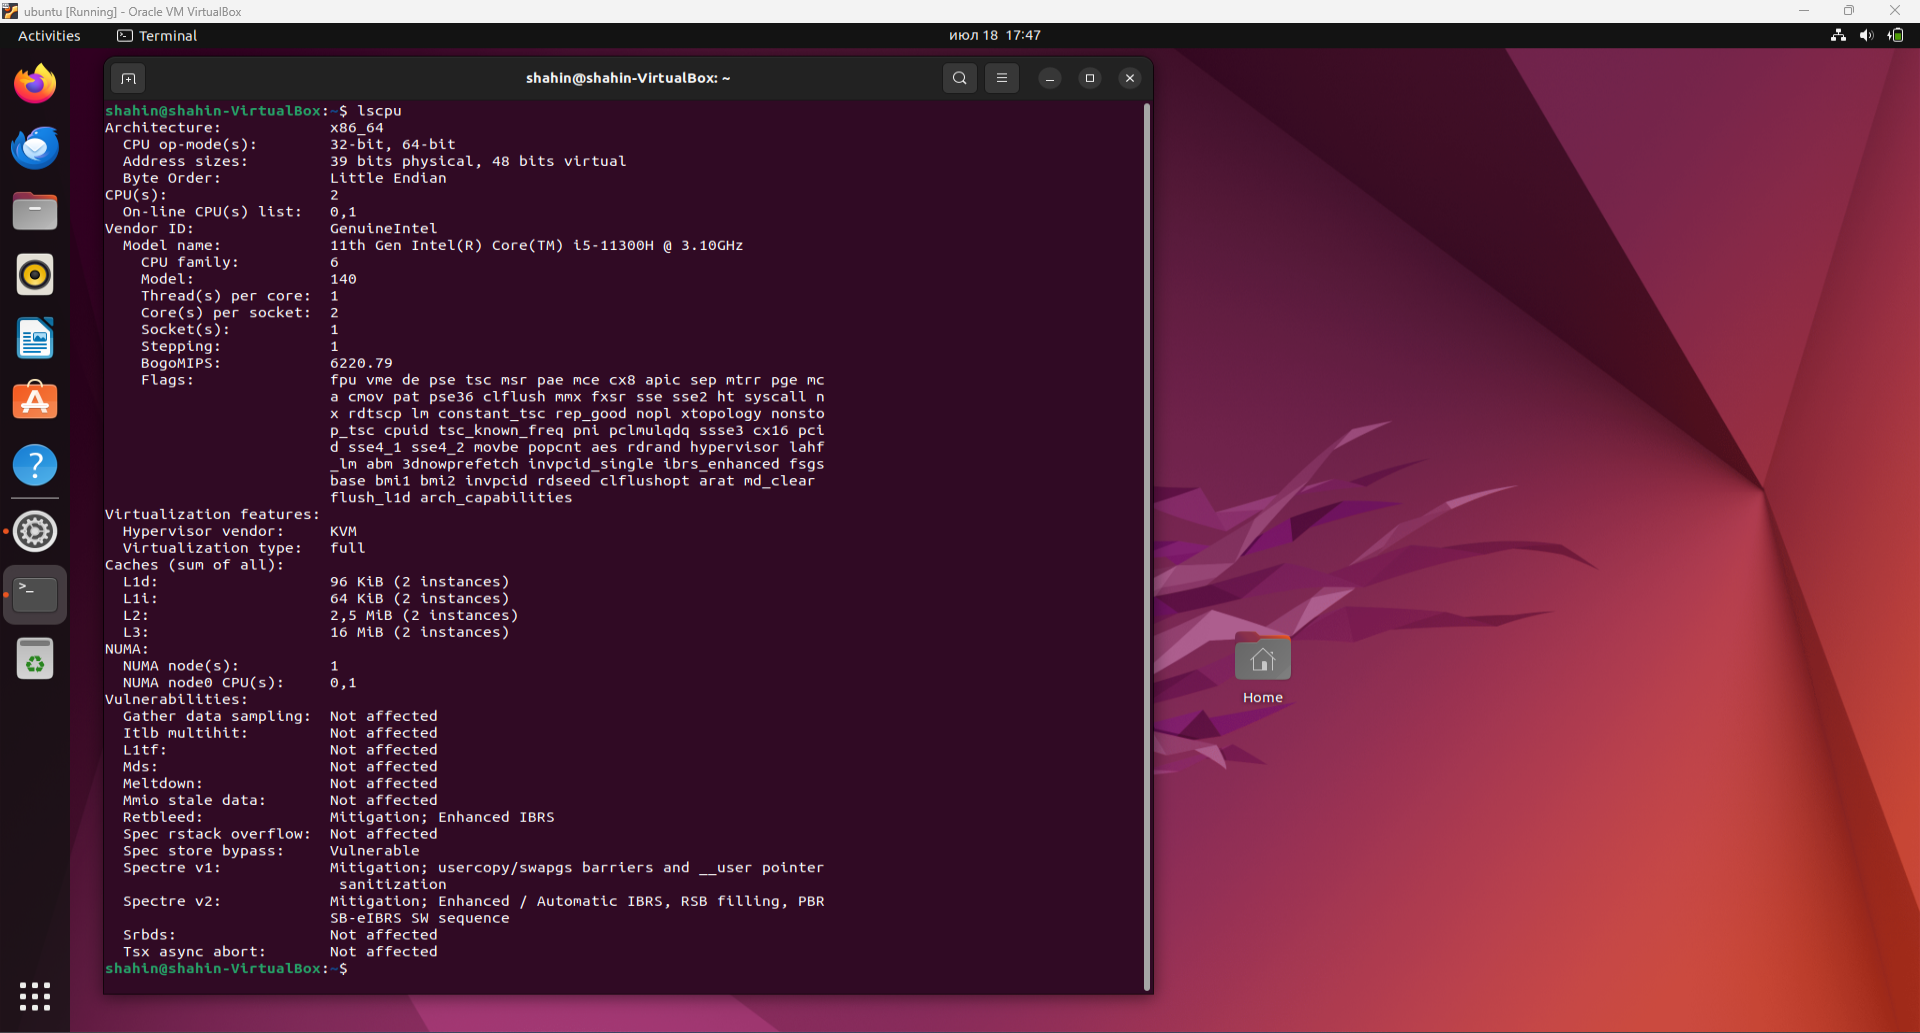 ubuntu [Running] - Oracle VM VirtualBox
Activities
Terminal
июл 18 17:47
shahin@shahin-VirtualBox: ~
shahin@shahin-VirtualBox:~$ lscpu
Architecture: x86_64
CPU op-mode(s): 32-bit, 64-bit
Address sizes: 39 bits physical, 48 bits virtual
Byte Order: Little Endian
CPU(s): 2
On-line CPU(s) list: 0,1
Vendor ID: GenuineIntel
Model name: 11th Gen Intel(R) Core(TM) i5-11300H @ 3.10GHz
CPU family: 6
Model: 140
Thread(s) per core: 1
Core(s) per socket: 2
Socket(s): 1
Stepping: 1
BogoMIPS: 6220.79
Flags: fpu vme de pse tsc msr pae mce cx8 apic sep mtrr pge mc
a cmov pat pse36 clflush mmx fxsr sse sse2 ht syscall n
x rdtscp lm constant_tsc rep_good nopl xtopology nonsto
p_tsc cpuid tsc_known_freq pni pclmulqdq ssse3 cx16 pci
d sse4_1 sse4_2 movbe popcnt aes rdrand hypervisor lahf
_lm abm 3dnowprefetch invpcid_single ibrs_enhanced fsgs
base bmi1 bmi2 invpcid rdseed clflushopt arat md_clear
flush_l1d arch_capabilities
Virtualization features:
Hypervisor vendor: KVM
Virtualization type: full
Caches (sum of all):
L1d: 96 KiB (2 instances)
L1i: 64 KiB (2 instances)
L2: 2,5 MiB (2 instances)
L3: 16 MiB (2 instances)
NUMA:
NUMA node(s): 1
NUMA node0 CPU(s): 0,1
Vulnerabilities:
Gather data sampling: Not affected
Itlb multihit: Not affected
L1tf: Not affected
Mds: Not affected
Meltdown: Not affected
Mmio stale data: Not affected
Retbleed: Mitigation; Enhanced IBRS
Spec rstack overflow: Not affected
Spec store bypass: Vulnerable
Spectre v1: Mitigation; usercopy/swapgs barriers and __user pointer
sanitization
Spectre v2: Mitigation; Enhanced / Automatic IBRS, RSB filling, PBR
SB-eIBRS SW sequence
Srbds: Not affected
Tsx async abort: Not affected
shahin@shahin-VirtualBox:~$
Home